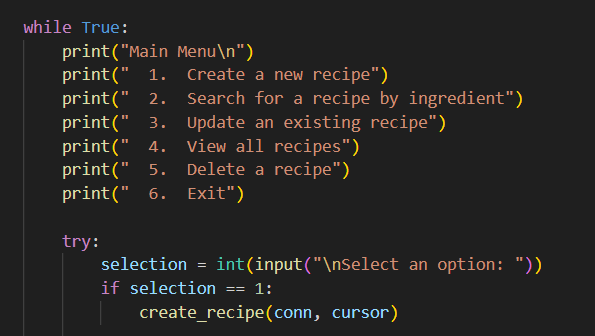 while True:
    print("Main Menu\n")
    print("  1.  Create a new recipe")
    print("  2.  Search for a recipe by ingredient")
    print("  3.  Update an existing recipe")
    print("  4.  View all recipes")
    print("  5.  Delete a recipe")
    print("  6.  Exit")
    try:
        selection = int(input("\nSelect an option: "))
        if selection == 1:
            create_recipe(conn, cursor)